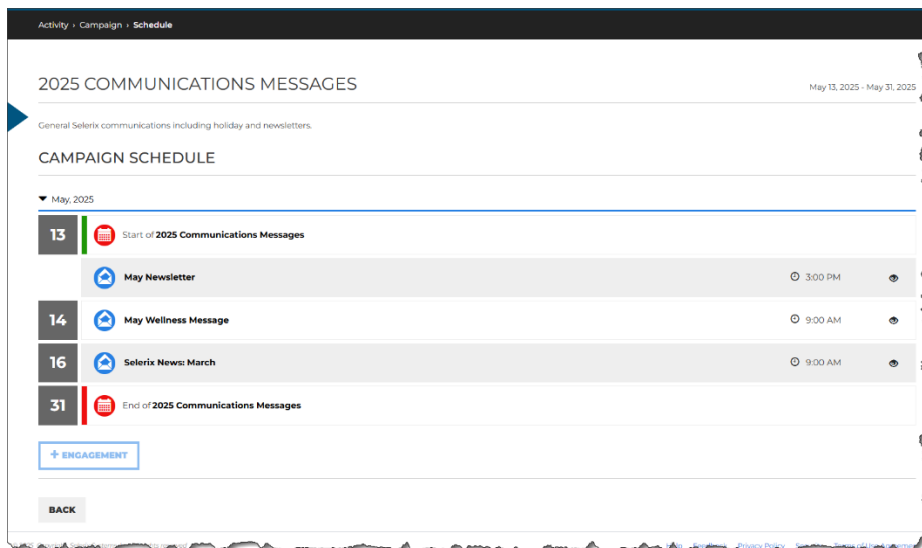 Activity › Campaign › Schedule
2025 COMMUNICATIONS MESSAGES
May 13, 2025 - May 31, 2025
General Selerix communications including holiday and newsletters.
CAMPAIGN SCHEDULE
May, 2025
13 Start of 2025 Communications Messages
May Newsletter 3:00 PM
14 May Wellness Message 9:00 AM
16 Selerix News: March 9:00 AM
31 End of 2025 Communications Messages
+ ENGAGEMENT
BACK
Privacy Policy